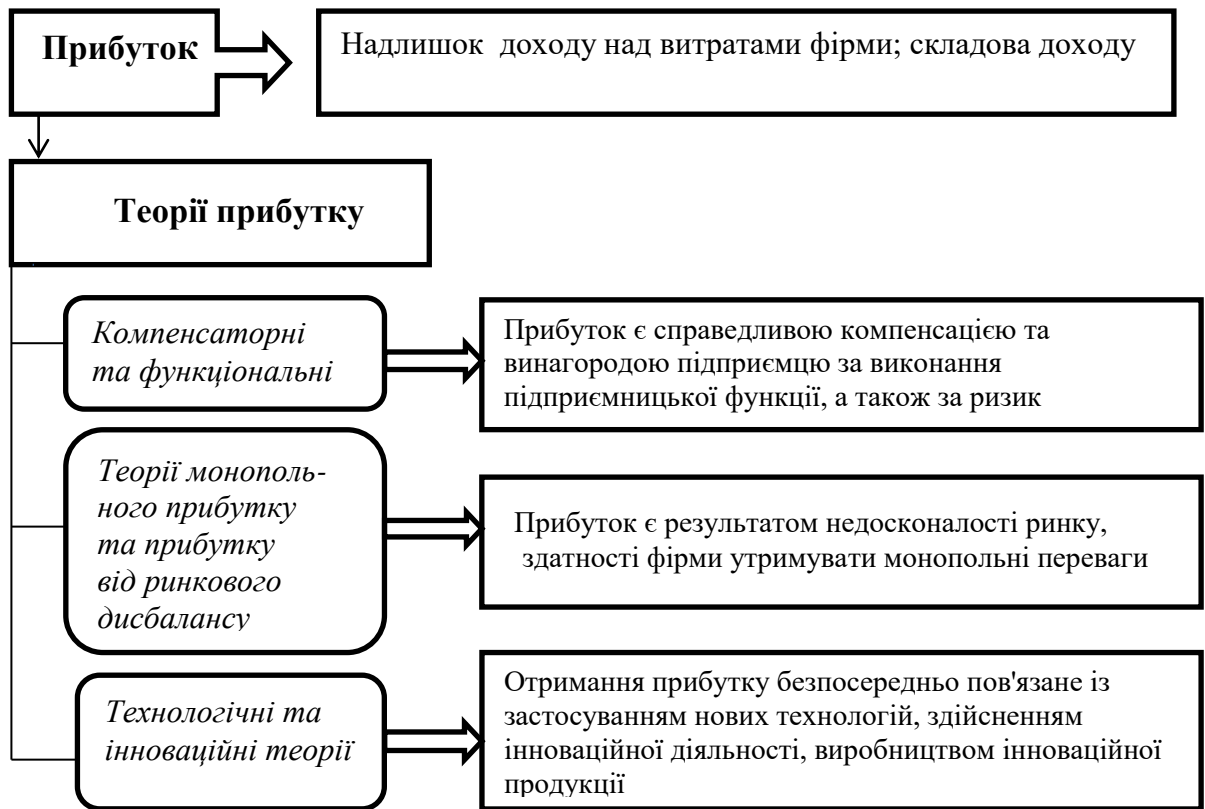 Прибуток
Надлишок доходу над витратами фірми; складова доходу
Теорії прибутку
Компенсаторні
та функціональні
Прибуток є справедливою компенсацією та
винагородою підприємцю за виконання
підприємницької функції, а також за ризик
Теорії монополь-
ного прибутку
та прибутку
від ринкового
дисбалансу
Прибуток є результатом недосконалості ринку,
здатності фірми утримувати монопольні переваги
Технологічні та
інноваційні теорії
Отримання прибутку безпосередньо пов'язане із
застосуванням нових технологій, здійсненням
інноваційної діяльності, виробництвом інноваційної
продукції